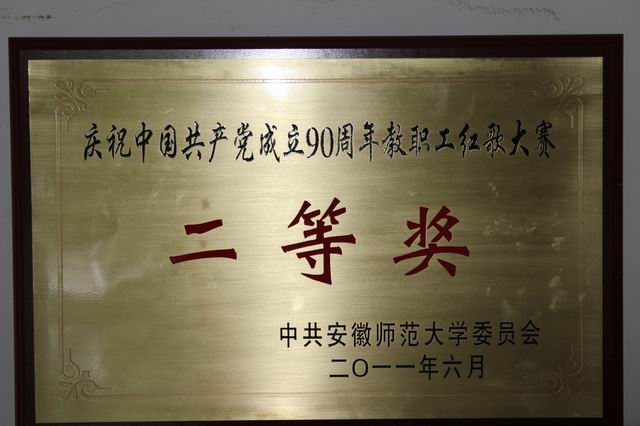 庆祝中国共产党成立90周年教职工红歌大赛
二等奖
中共安徽师范大学委员会
二〇一一年六月